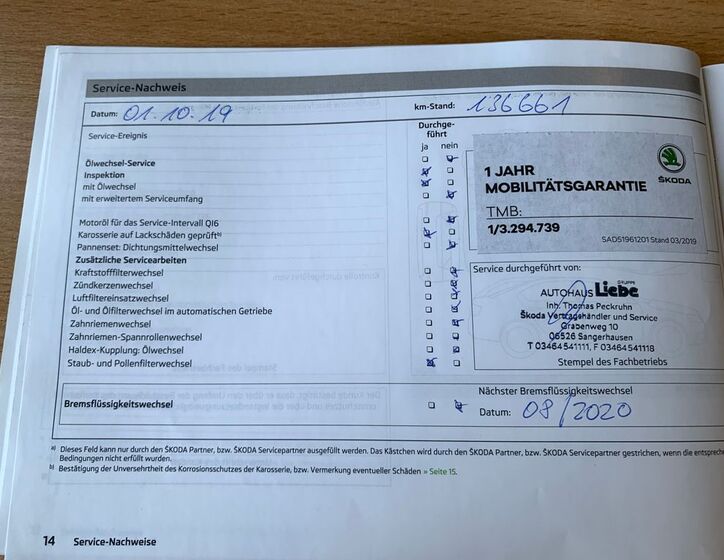 Service-Nachweis
Datum: 01.10.19 km-Stand: 136661
Service-Ereignis Durchge-
führt
ja nein
Ölwechsel-Service
Inspektion
mit Ölwechsel
mit erweitertem Serviceumfang
Motoröl für das Service-Intervall QI6
Karosserie auf Lackschäden geprüft b)
Pannenset: Dichtungsmittelwechsel
Zusätzliche Servicearbeiten
Kraftstofffilterwechsel
Zündkerzenwechsel
Luftfiltereinsatzwechsel
Öl- und Ölfilterwechsel im automatischen Getriebe
Zahnriemenwechsel
Zahnriemen-Spannrollenwechsel
Haldex-Kupplung: Ölwechsel
Staub- und Pollenfilterwechsel
1 JAHR
MOBILITÄTSGARANTIE
ŠKODA
TMB:
1/3.294.739
SAD51961201 Stand 03/2019
Service durchgeführt von:
GRUPPE
AUTOHAUS Liebe
Inh. Thomas Peckruhn
Škoda Vertragshändler und Service
Grabenweg 10
06526 Sangerhausen
T 03464541111, F 03464541118
Stempel des Fachbetriebs
Bremsflüssigkeitswechsel
Nächster Bremsflüssigkeitswechsel
Datum: 08/2020
a) Dieses Feld kann nur durch den ŠKODA Partner, bzw. ŠKODA Servicepartner ausgefüllt werden. Das Kästchen wird durch den ŠKODA Partner, bzw. ŠKODA Servicepartner gestrichen, wenn die entspreche
Bedingungen nicht erfüllt wurden.
b) Bestätigung der Unversehrtheit des Korrosionsschutzes der Karosserie, bzw. Vermerkung eventueller Schäden » Seite 15.
14 Service-Nachweise